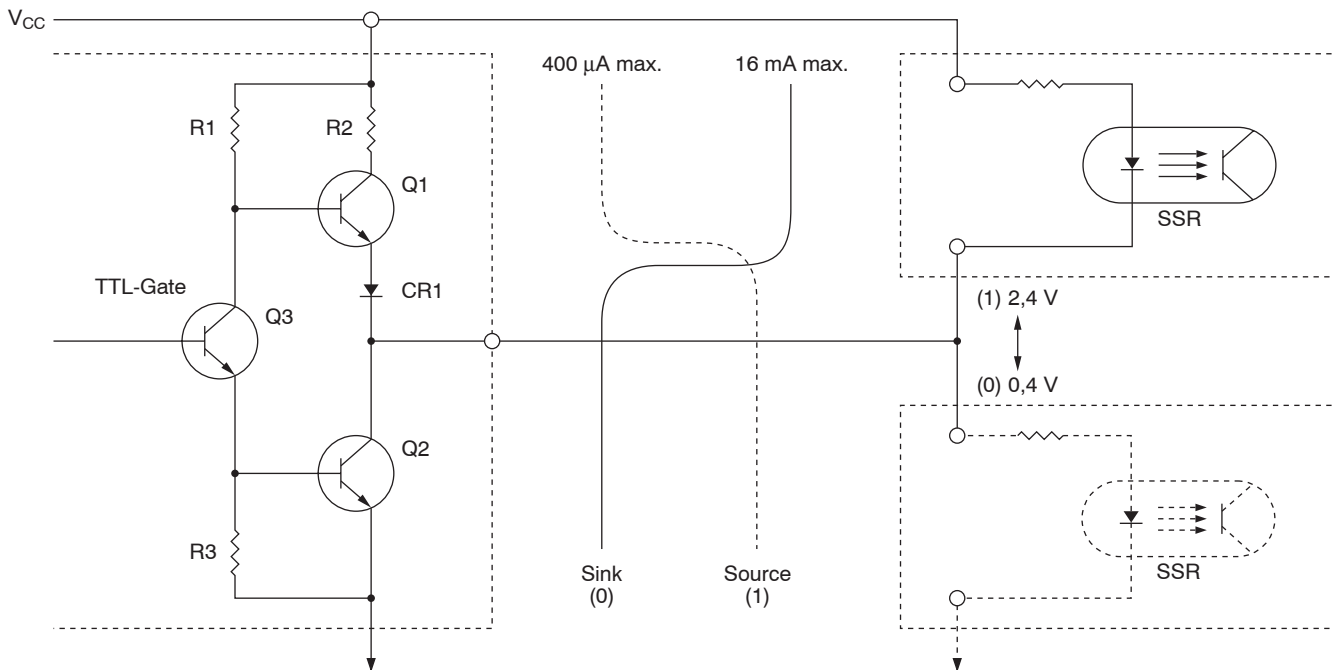 VCC
400 μA max.
16 mA max.
R1
R2
Q1
SSR
TTL-Gate
CR1
(1) 2,4 V
Q3
(0) 0,4 V
Q2
R3
Sink
(0)
Source
(1)
SSR